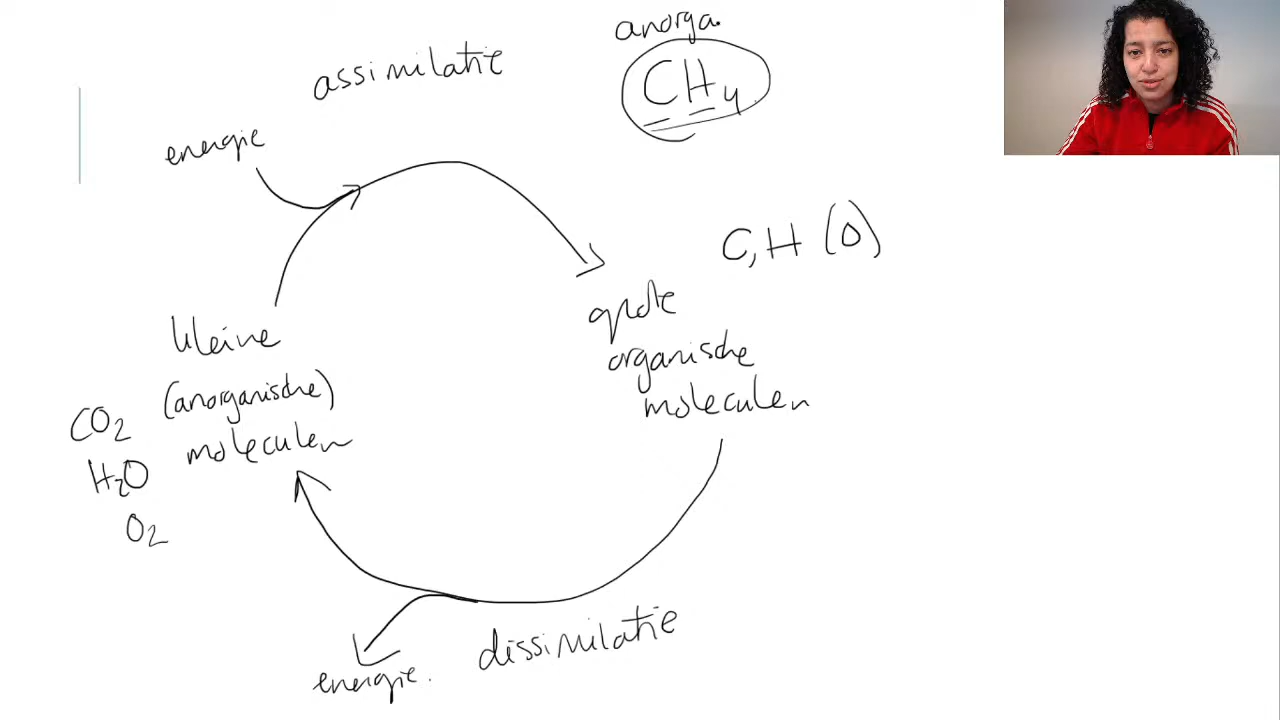 anorga.
assimilatie
CH4
energie
C, H (O)
grote
organische
moleculen
kleine
(anorganische)
moleculen
CO2
H2O
O2
dissimilatie
energie.